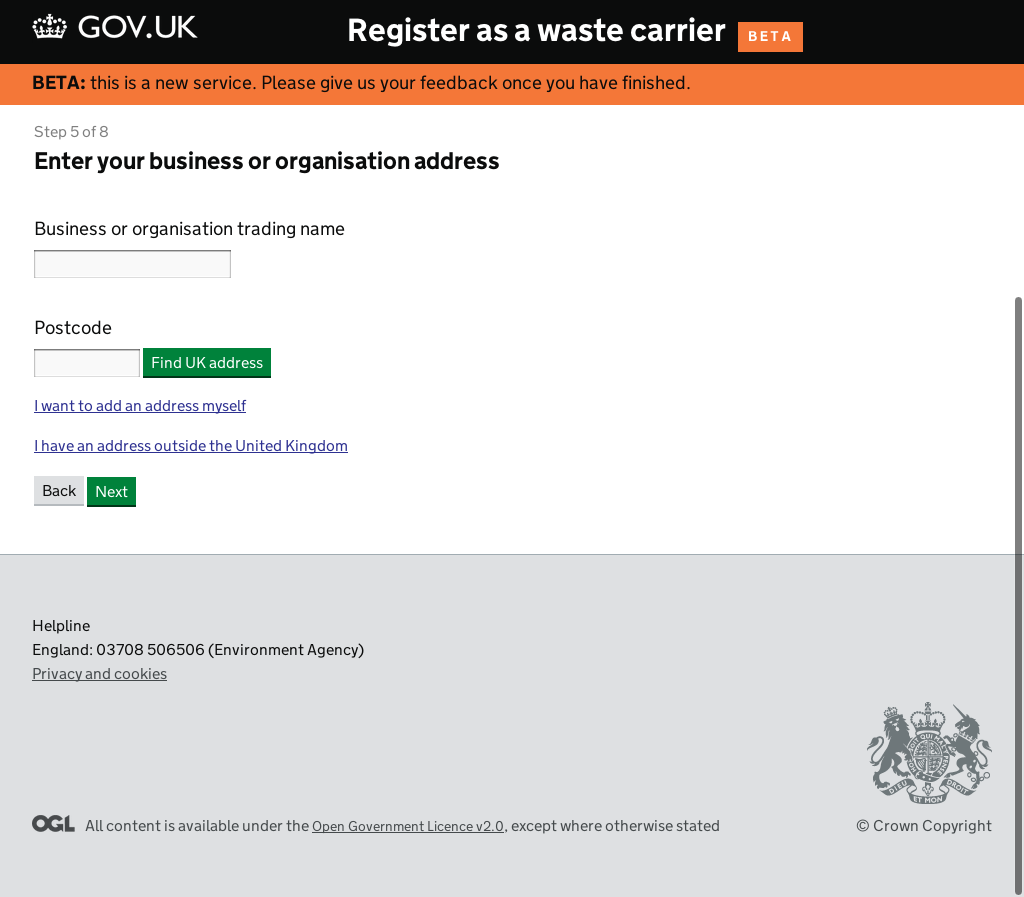 GOV.UK
Register as a waste carrier BETA
BETA: this is a new service. Please give us your feedback once you have finished.
Step 5 of 8
Enter your business or organisation address
Business or organisation trading name
Postcode
Find UK address
I want to add an address myself
I have an address outside the United Kingdom
Back Next
Helpline
England: 03708 506506 (Environment Agency)
Privacy and cookies
OGL All content is available under the Open Government Licence v2.0, except where otherwise stated
© Crown Copyright